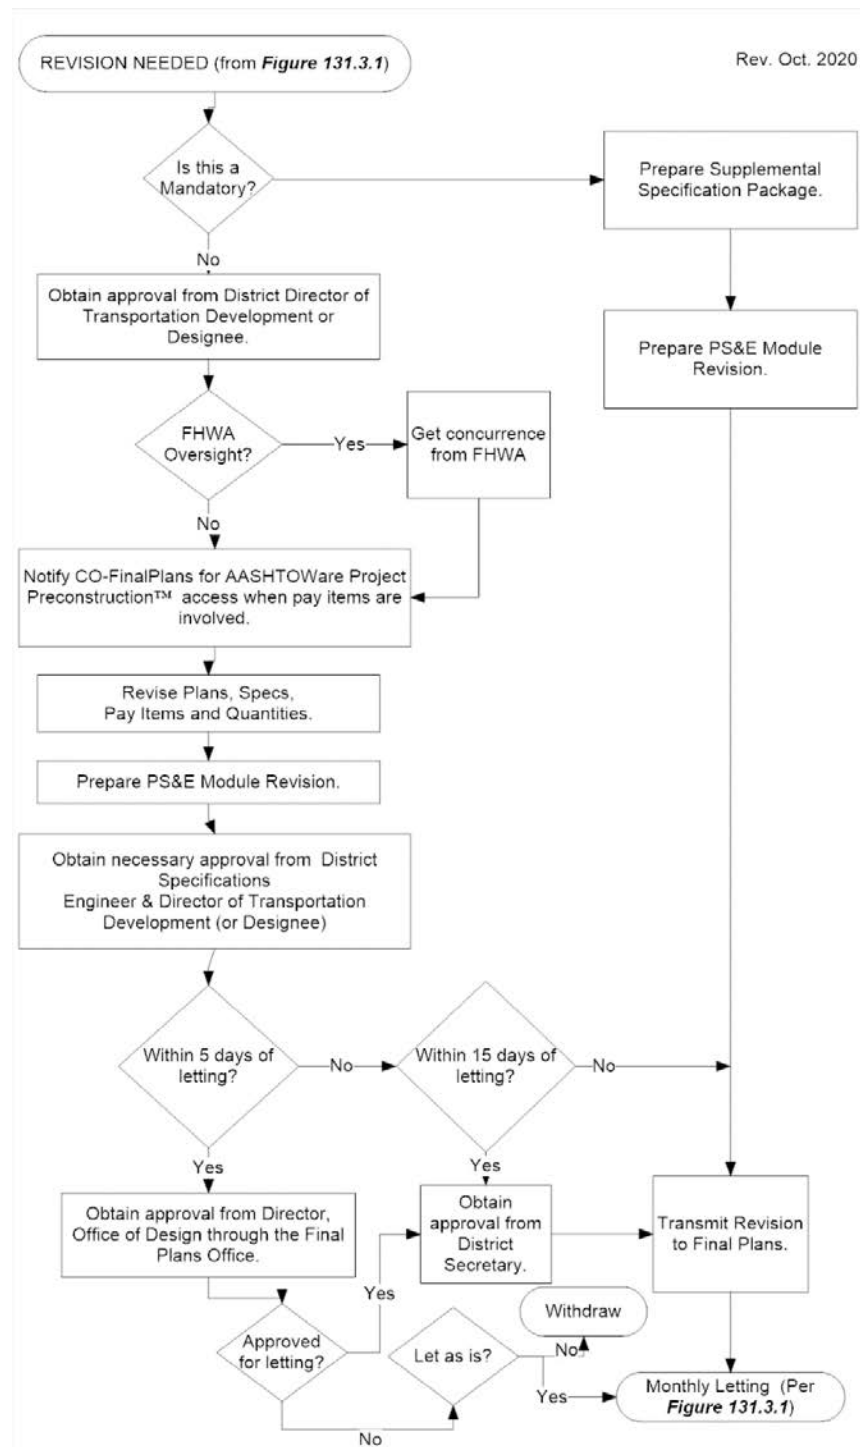 REVISION NEEDED (from Figure 131.3.1)
Rev. Oct. 2020
Is this a
Mandatory?
Prepare Supplemental
Specification Package.
No
Obtain approval from District Director of
Transportation Development or
Designee.
Prepare PS&E Module
Revision.
FHWA
Oversight?
Yes
Get concurrence
from FHWA
No
Notify CO-FinalPlans for AASHTOWare Project
Preconstruction™ access when pay items are
involved.
Revise Plans, Specs,
Pay Items and Quantities.
Prepare PS&E Module Revision.
Obtain necessary approval from District
Specifications
Engineer & Director of Transportation
Development (or Designee)
Within 5 days of
letting?
No
Within 15 days of
letting?
No
Yes
Yes
Obtain approval from Director,
Office of Design through the Final
Plans Office.
Obtain
approval from
District
Secretary.
Transmit Revision
to Final Plans.
Yes
Withdraw
Approved
for letting?
Let as is?
No
Yes
Monthly Letting (Per
Figure 131.3.1)
No